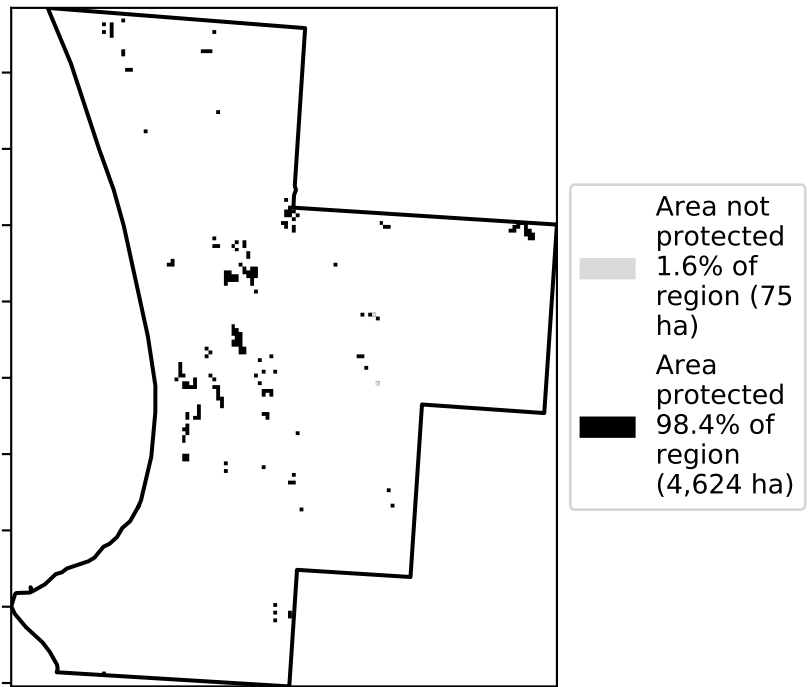 Area not
protected
1.6% of
region (75
ha)
Area
protected
98.4% of
region
(4,624 ha)